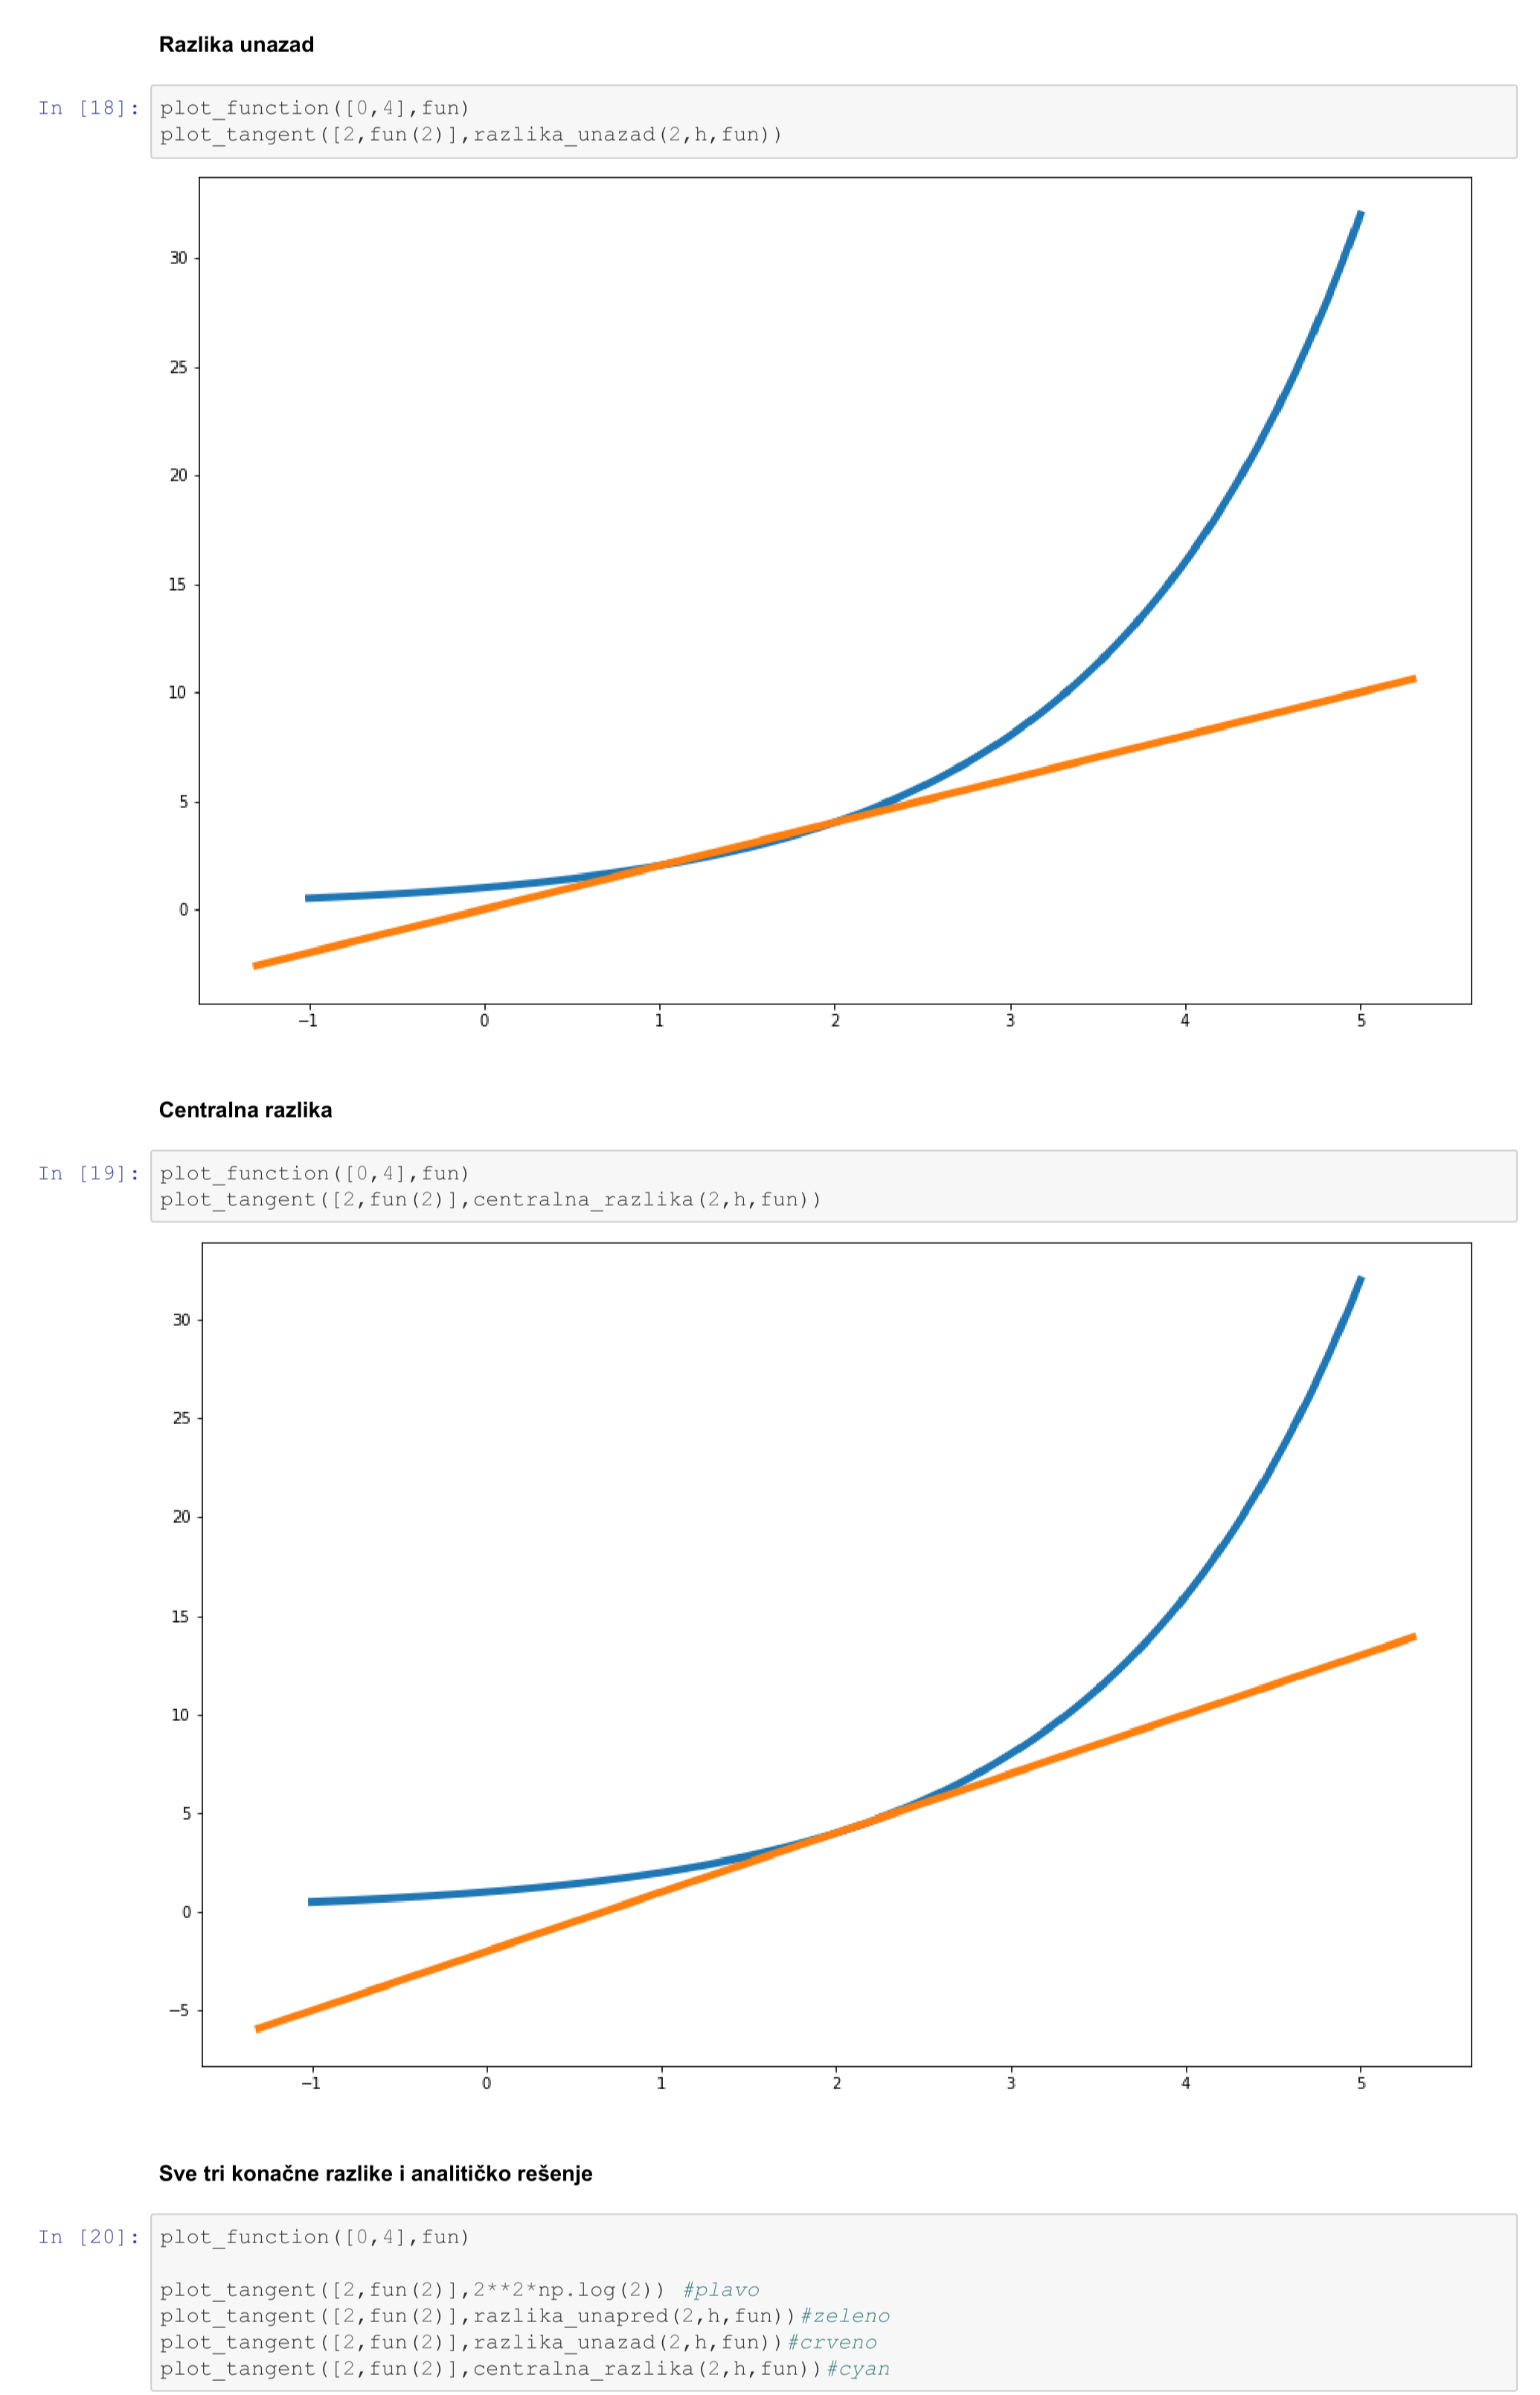 Razlika unazad
In [18]: plot_function([0,4],fun)
plot_tangent([2,fun(2)],razlika_unazad(2,h,fun))
30
25
20
15
10
5
0
−1 0 1 2 3 4 5
Centralna razlika
In [19]: plot_function([0,4],fun)
plot_tangent([2,fun(2)],centralna_razlika(2,h,fun))
30
25
20
15
10
5
0
−5
−1 0 1 2 3 4 5
Sve tri konačne razlike i analitičko rešenje
In [20]: plot_function([0,4],fun)
plot_tangent([2,fun(2)],2**2*np.log(2)) #plavo
plot_tangent([2,fun(2)],razlika_unapred(2,h,fun))#zeleno
plot_tangent([2,fun(2)],razlika_unazad(2,h,fun))#crveno
plot_tangent([2,fun(2)],centralna_razlika(2,h,fun))#cyan